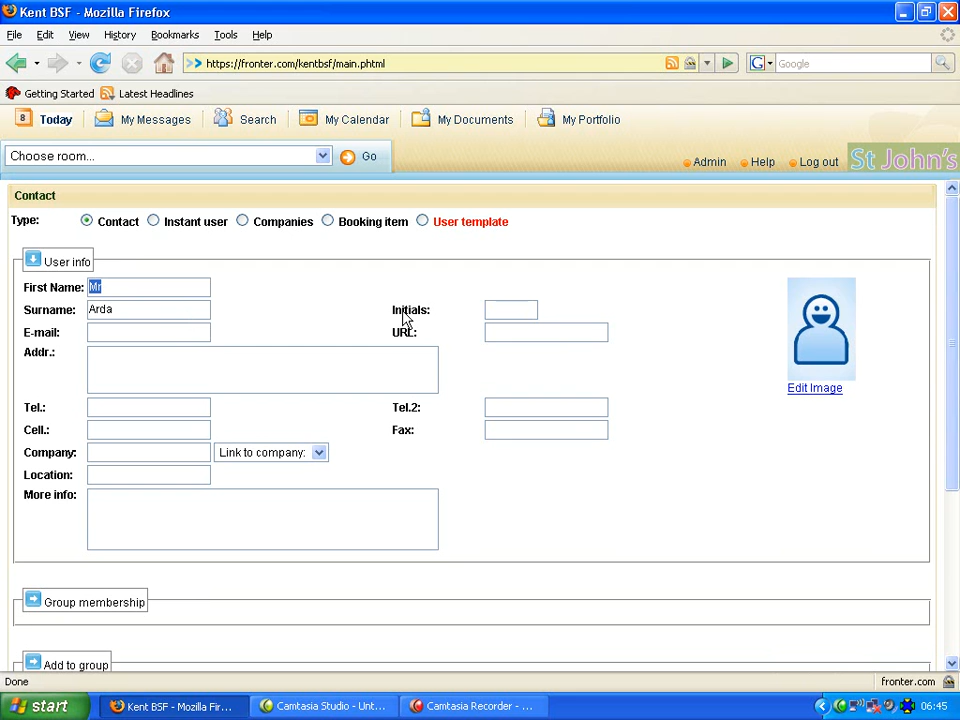 Kent BSF - Mozilla Firefox
File Edit View History Bookmarks Tools Help
https://fronter.com/kentbsf/main.phtml
G Google
Getting Started Latest Headlines
8 Today My Messages Search My Calendar My Documents My Portfolio
Choose room... Go
Admin Help Log out St John's
Contact
Type: Contact Instant user Companies Booking item User template
User info
First Name: Mr
Surname: Arda Initials:
E-mail: URL:
Addr.:
Edit Image
Tel.: Tel.2:
Cell.: Fax:
Company: Link to company:
Location:
More info:
Group membership
Add to group
Done fronter.com
start Kent BSF - Mozilla Fir... Camtasia Studio - Unt... Camtasia Recorder - ... 06:45